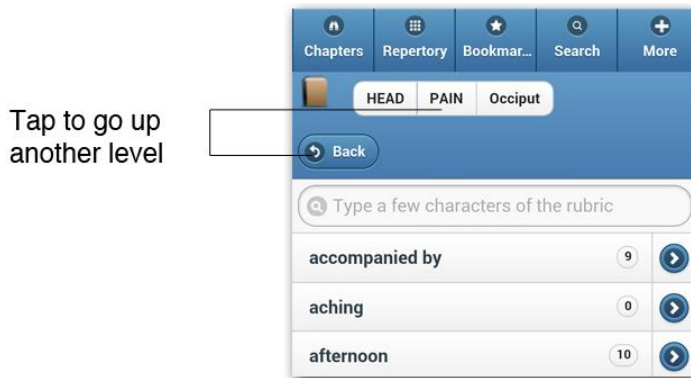 Chapters Repertory Bookmar... Search More
HEAD PAIN Occiput
Tap to go up
another level
Back
Type a few characters of the rubric
accompanied by 9
aching 0
afternoon 10